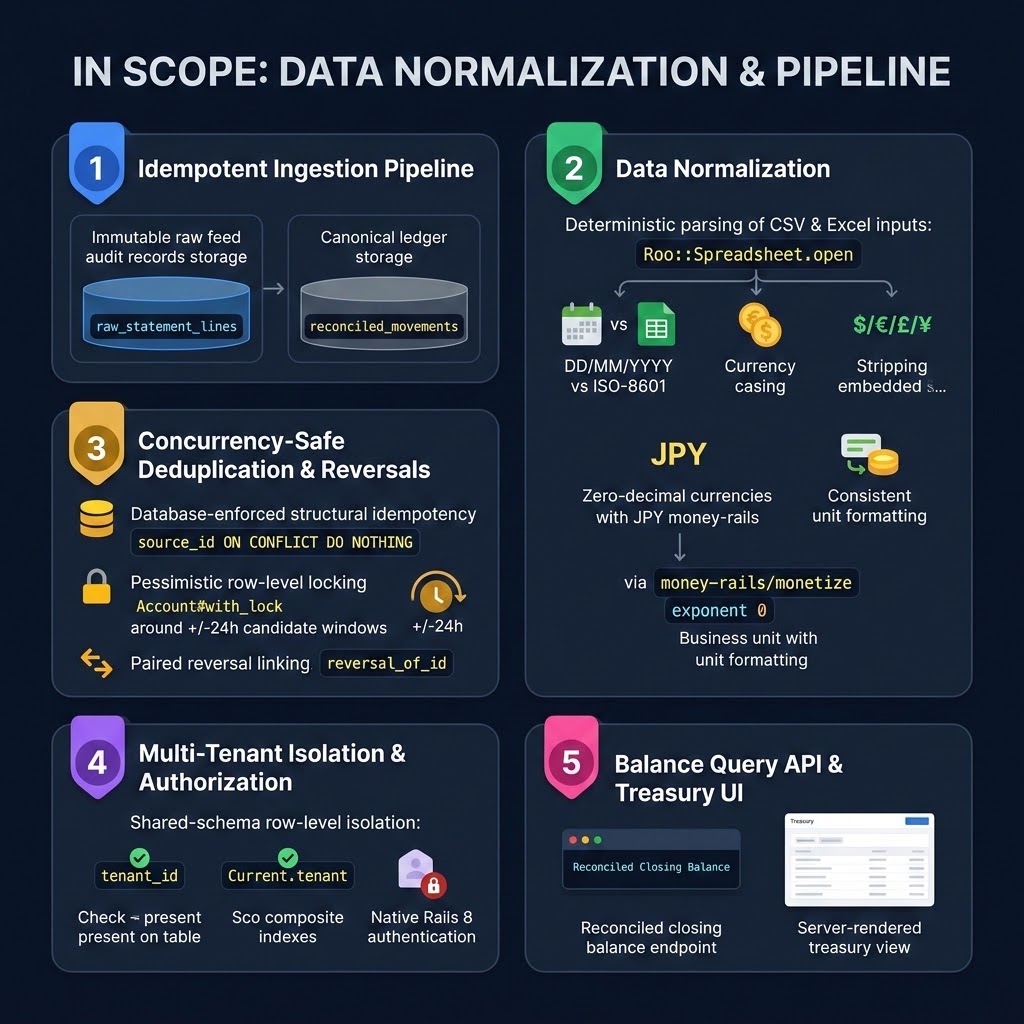 IN SCOPE: DATA NORMALIZATION & PIPELINE
1
Idempotent Ingestion Pipeline
Immutable raw feed
audit records storage
raw_statement_lines
Canonical ledger
storage
reconciled_movements
2
Data Normalization
Deterministic parsing of CSV & Excel inputs:
Roo::Spreadsheet.open
vs
DD/MM/YYYY
vs ISO-8601
€ $
Currency
casing
$/€/£/¥
Stripping
embedded s...
JPY
Zero-decimal currencies
with JPY money-rails
Consistent
unit formatting
via money-rails/monetize
exponent 0
Business unit with
unit formatting
3
Concurrency-Safe
Deduplication & Reversals
Database-enforced structural idempotency
source_id ON CONFLICT DO NOTHING
Pessimistic row-level locking
Account#with_lock
around +/-24h candidate windows
+/-24h
Paired reversal linking reversal_of_id
4
Multi-Tenant Isolation &
Authorization
Shared-schema row-level isolation:
tenant_id
Check – present
present on table
Current.tenant
Sco composite
indexes
Native Rails 8
authentication
5
Balance Query API &
Treasury UI
Reconciled Closing Balance
Reconciled closing
balance endpoint
Treasury
Server-rendered
treasury view